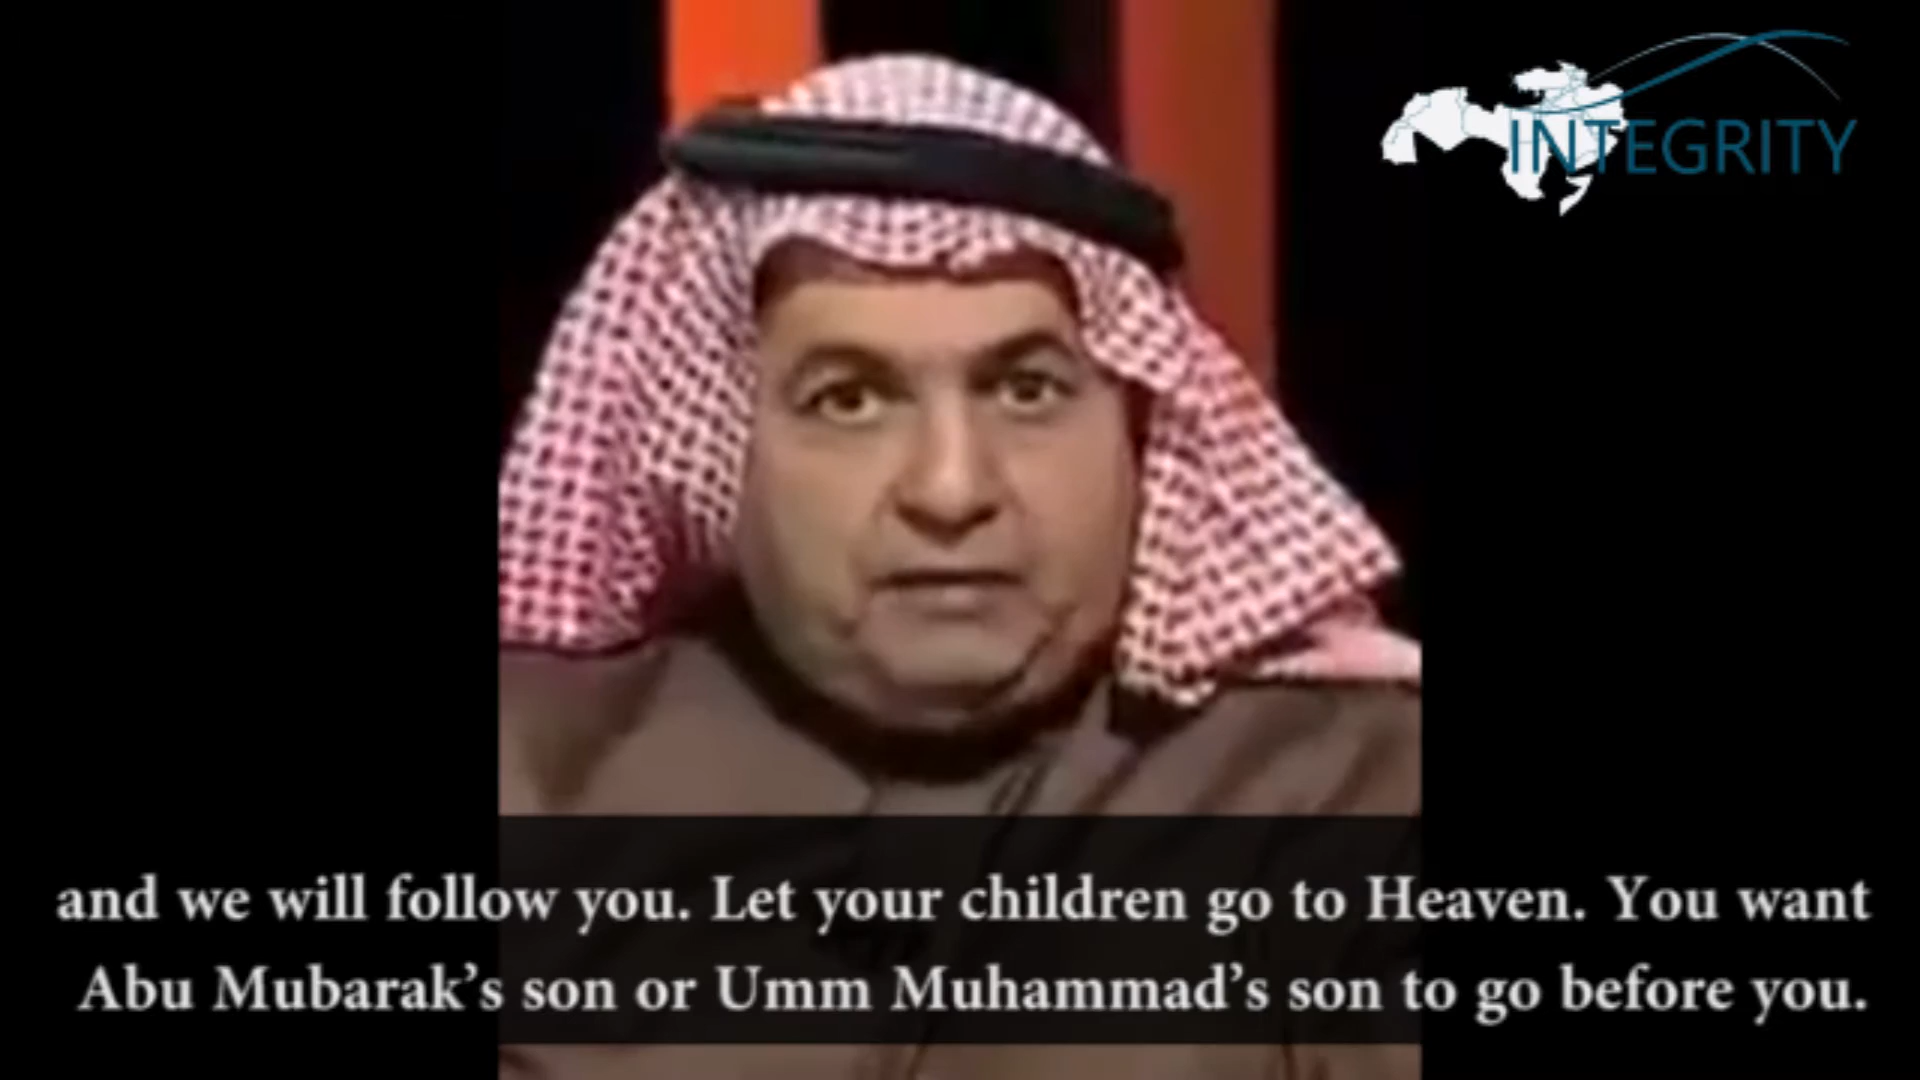 INTEGRITY
and we will follow you. Let your children go to Heaven. You want
Abu Mubarak’s son or Umm Muhammad’s son to go before you.